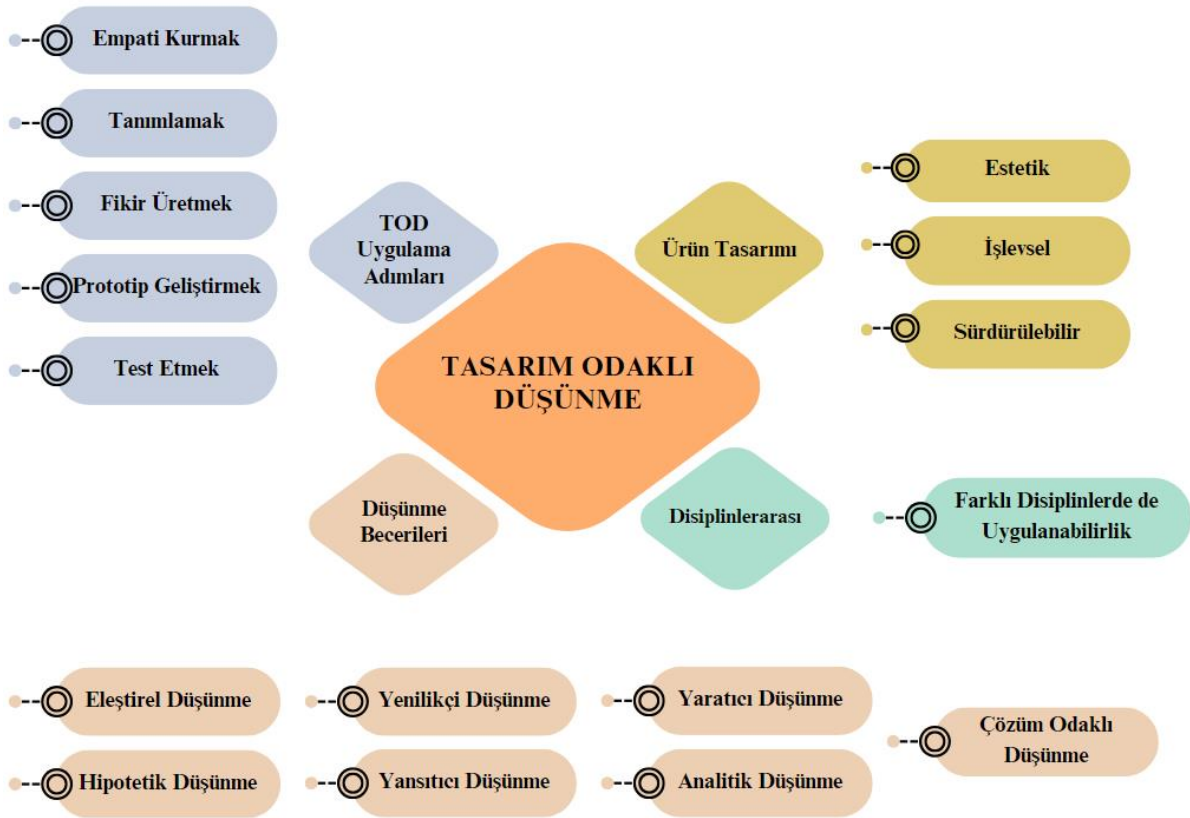 Empati Kurmak
Tanımlamak
Fikir Üretmek
Prototip Geliştirmek
Test Etmek
TOD
Uygulama
Adımları
Ürün Tasarımı
Estetik
İşlevsel
Sürdürülebilir
TASARIM ODAKLI
DÜŞÜNME
Düşünme
Becerileri
Disiplinlerarası
Farklı Disiplinlerde de
Uygulanabilirlik
Eleştirel Düşünme
Yenilikçi Düşünme
Yaratıcı Düşünme
Çözüm Odaklı
Düşünme
Hipotetik Düşünme
Yansıtıcı Düşünme
Analitik Düşünme